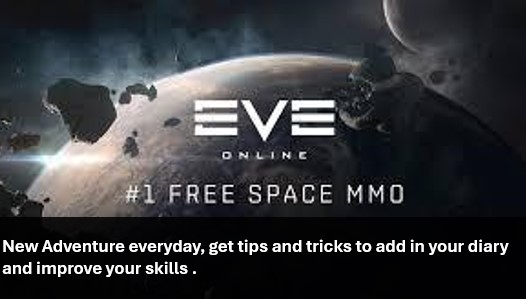 EVE
ONLINE
#1 FREE SPACE MMO
New Adventure everyday, get tips and tricks to add in your diary
and improve your skills .